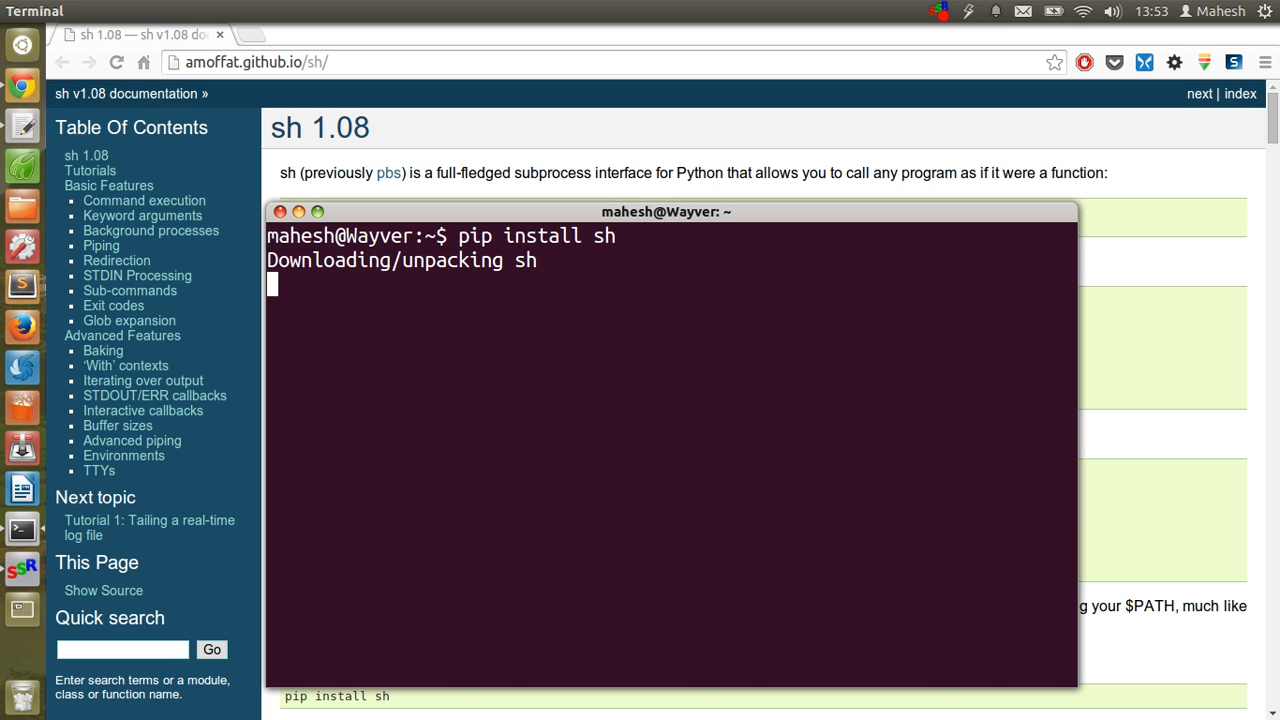 Terminal
13:53
Mahesh
sh 1.08 — sh v1.08 do
amoffat.github.io/sh/
sh v1.08 documentation »
next | index
Table Of Contents
sh 1.08
Tutorials
Basic Features
Command execution
Keyword arguments
Background processes
Piping
Redirection
STDIN Processing
Sub-commands
Exit codes
Glob expansion
Advanced Features
Baking
‘With’ contexts
Iterating over output
STDOUT/ERR callbacks
Interactive callbacks
Buffer sizes
Advanced piping
Environments
TTYs
Next topic
Tutorial 1: Tailing a real-time
log file
This Page
Show Source
Quick search
Go
Enter search terms or a module,
class or function name.
sh 1.08
sh (previously pbs) is a full-fledged subprocess interface for Python that allows you to call any program as if it were a function:
mahesh@Wayver: ~
mahesh@Wayver:~$ pip install sh
Downloading/unpacking sh
g your $PATH, much like
pip install sh
SSR